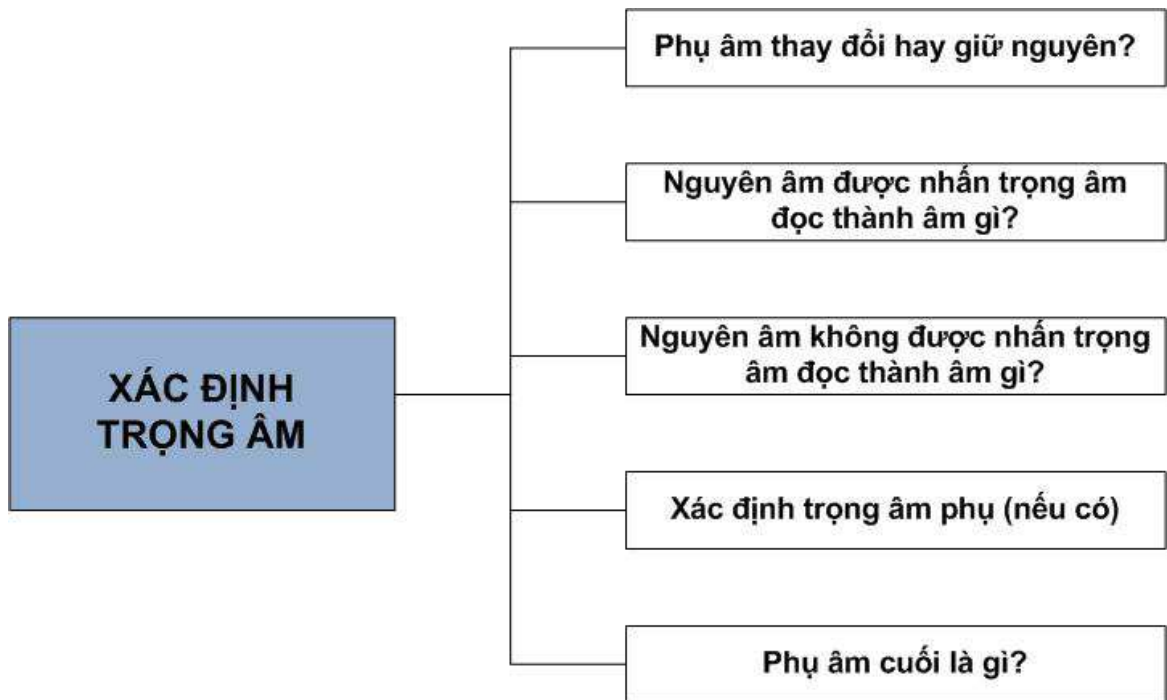 Phụ âm thay đổi hay giữ nguyên?
Nguyên âm được nhấn trọng âm
đọc thành âm gì?
Nguyên âm không được nhấn trọng
âm đọc thành âm gì?
XÁC ĐỊNH
TRỌNG ÂM
Xác định trọng âm phụ (nếu có)
Phụ âm cuối là gì?